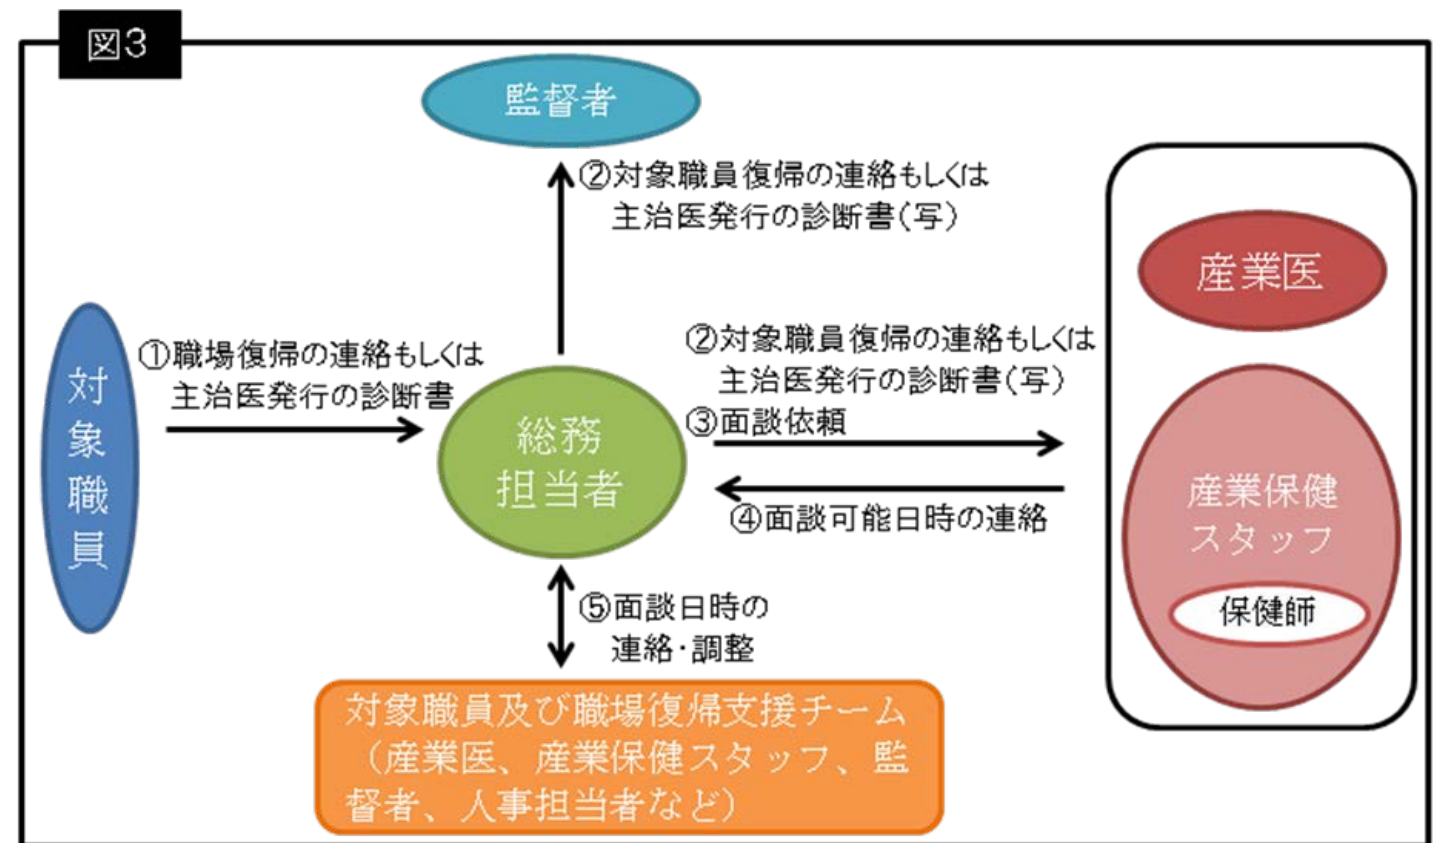 図3
監督者
②対象職員復帰の連絡もしくは
主治医発行の診断書(写)
産業医
対
象
職
員
①職場復帰の連絡もしくは
主治医発行の診断書
総務
担当者
②対象職員復帰の連絡もしくは
主治医発行の診断書(写)
③面談依頼
④面談可能日時の連絡
産業保健
スタッフ
保健師
⑤面談日時の
連絡・調整
対象職員及び職場復帰支援チーム
（産業医、産業保健スタッフ、監
督者、人事担当者など）